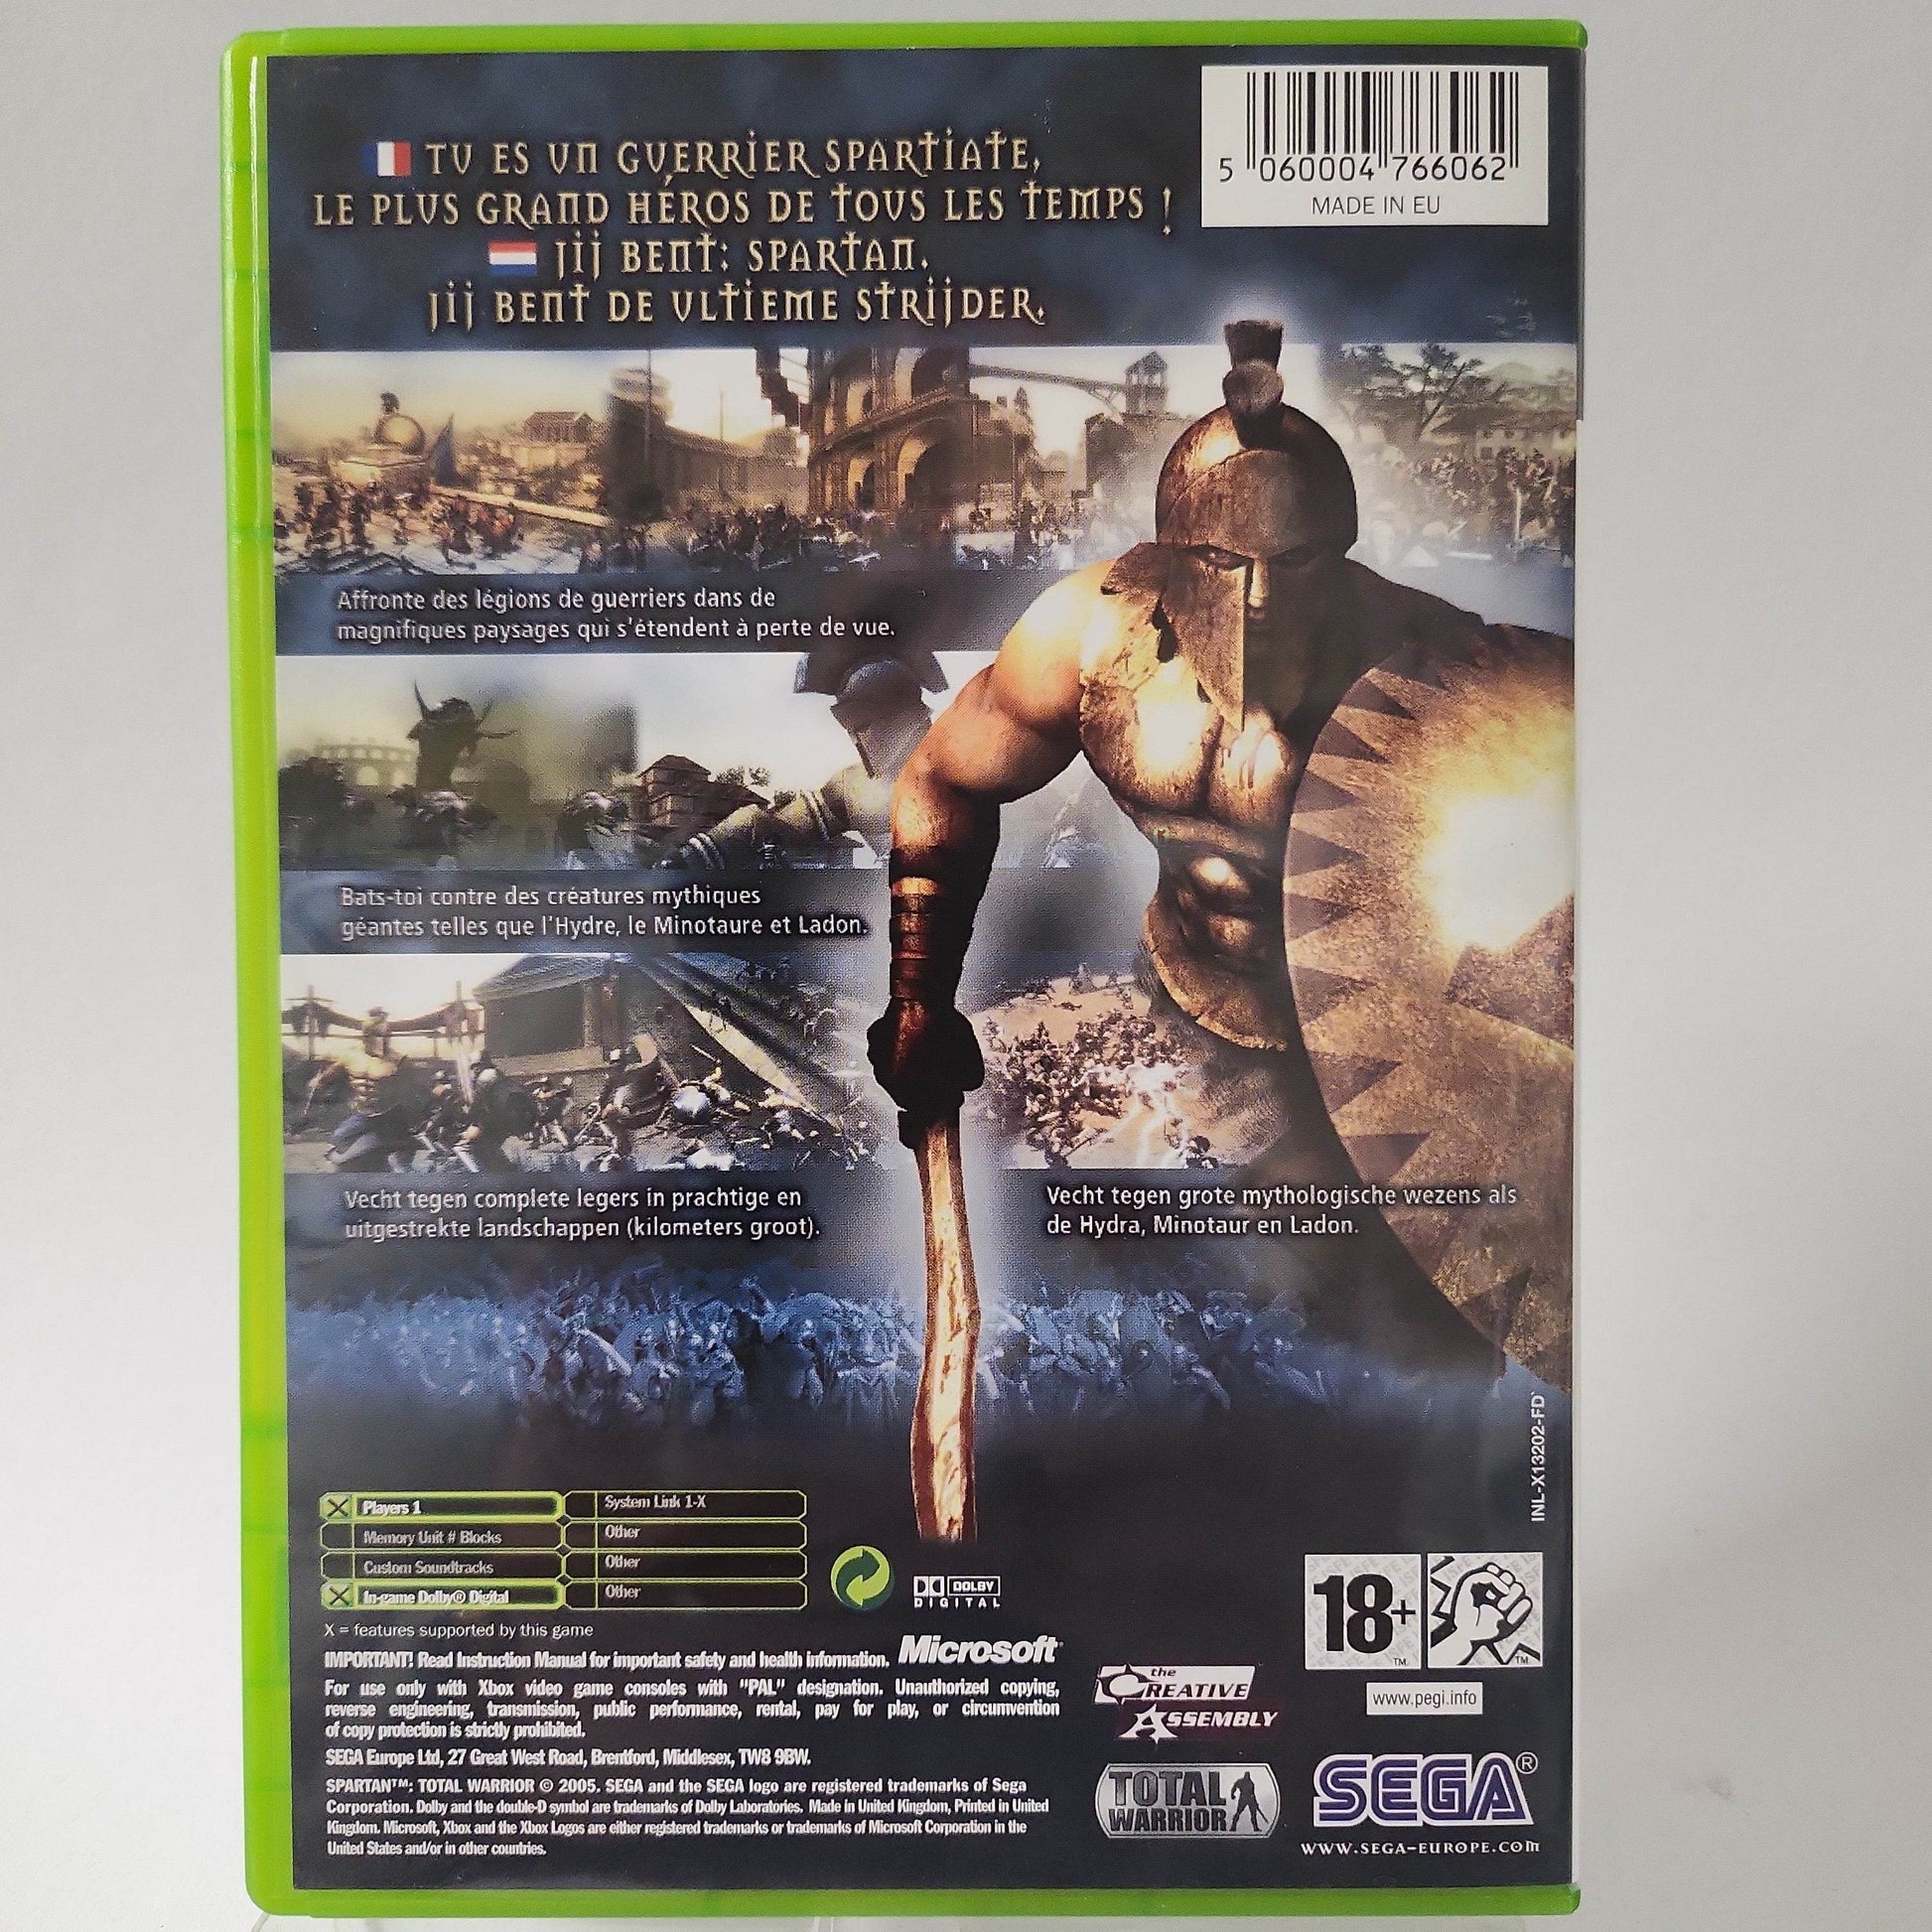 TU ES UN GUERRIER SPARTIATE,
LE PLUS GRAND HÉROS DE TOUS LES TEMPS !
JIJ BENT: SPARTAN.
JIJ BENT DE ULTIEME STRIJDER.
5 060004 766062
MADE IN EU
Affronte des légions de guerriers dans de
magnifiques paysages qui s'étendent à perte de vue.
Bats-toi contre des créatures mythiques
géantes telles que l'Hydre, le Minotaure et Ladon.
Vecht tegen complete legers in prachtige en
uitgestrekte landschappen (kilometers groot).
Vecht tegen grote mythologische wezens als
de Hydra, Minotaur en Ladon.
INL-X13202-FD
X Players 1
System Link 1-X
Memory Unit # Blocks
Other
Custom Soundtracks
Other
X In-game Dolby® Digital
Other
X = features supported by this game
DOLBY
DIGITAL
IMPORTANT! Read Instruction Manual for important safety and health information.
Microsoft
For use only with Xbox video game consoles with "PAL" designation. Unauthorized copying,
reverse engineering, transmission, public performance, rental, pay for play, or circumvention
of copy protection is strictly prohibited.
SEGA Europe Ltd, 27 Great West Road, Brentford, Middlesex, TW8 9BW.
SPARTAN™: TOTAL WARRIOR © 2005. SEGA and the SEGA logo are registered trademarks of Sega
Corporation. Dolby and the double-D symbol are trademarks of Dolby Laboratories. Made in United Kingdom, Printed in United
Kingdom. Microsoft, Xbox and the Xbox Logos are either registered trademarks or trademarks of Microsoft Corporation in the
United States and/or in other countries.
the
CREATIVE
ASSEMBLY
TOTAL
WARRIOR
18+
TM
TM
www.pegi.info
SEGA®
WWW.SEGA-EUROPE.COM